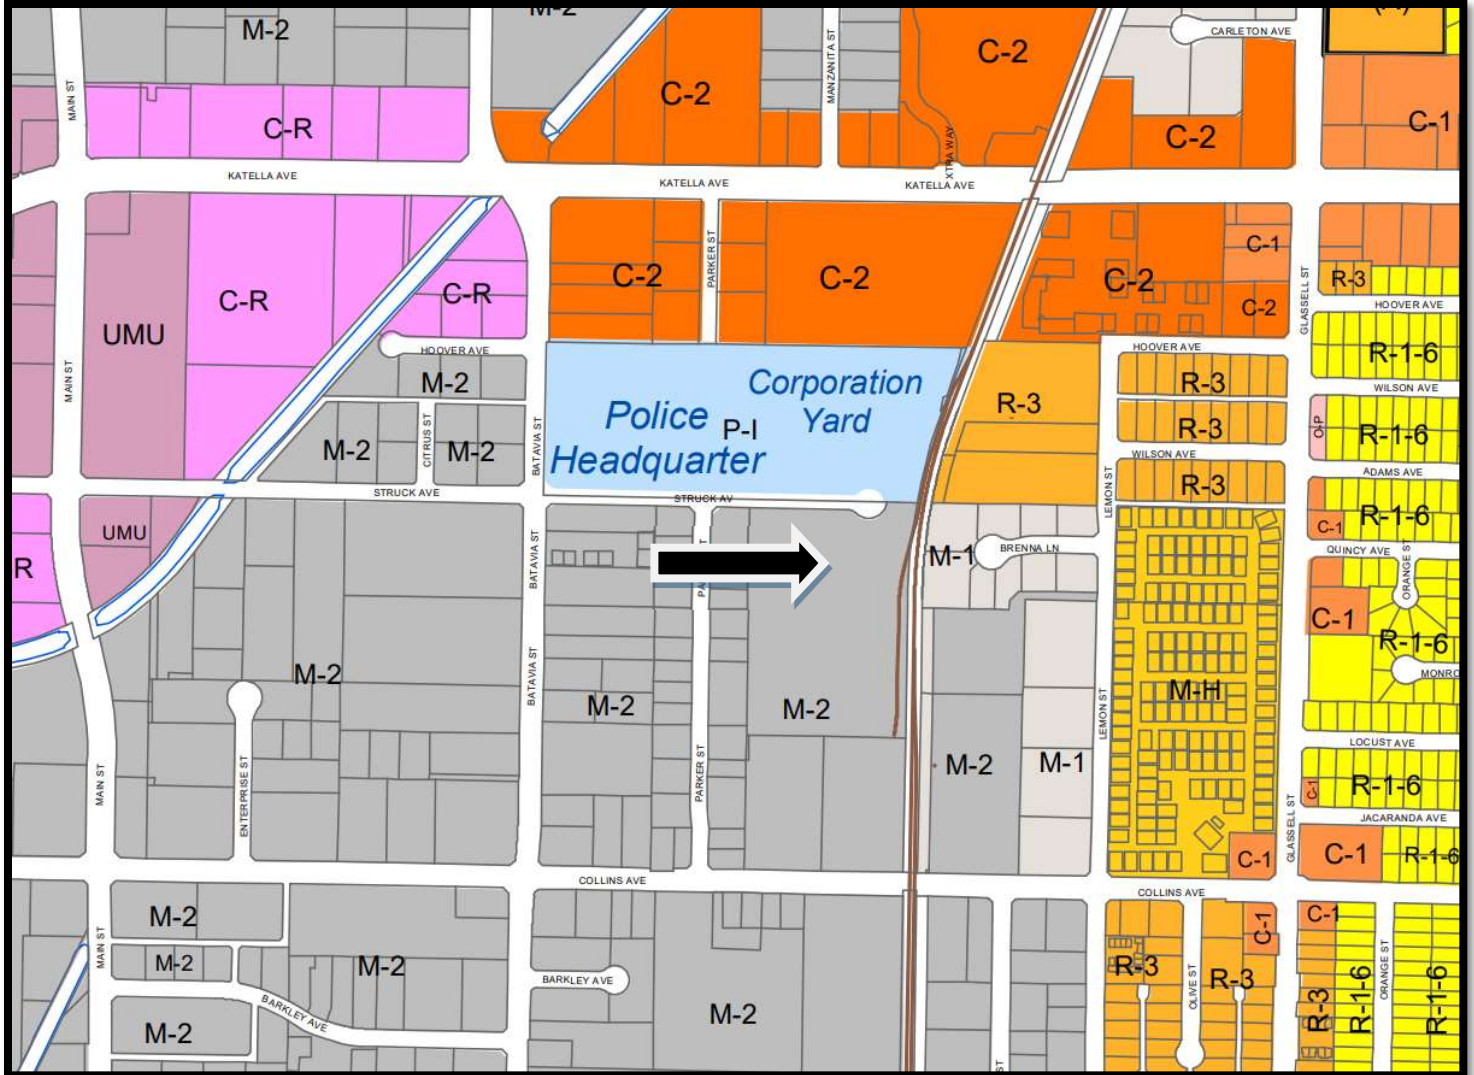 M-2
M-2
C-2
CARLETON AVE
C-2
MAIN ST
C-R
C-2
MANZANITA ST
XTRA WAY
C-2
C-1
KATELLA AVE
KATELLA AVE
KATELLA AVE
C-R
C-R
C-2
PARKER ST
C-2
C-2
C-1
C-2
GLASSELL ST
R-3
HOOVER AVE
UMU
MAIN ST
HOOVER AVE
M-2
HOOVER AVE
R-1-6
WILSON AVE
Police
Headquarter
P-I
Corporation
Yard
R-3
R-3
R-3
O-P
R-1-6
M-2
CITRUS ST
M-2
BATAVIA ST
WILSON AVE
ADAMS AVE
STRUCK AVE
STRUCK AV
LEMON ST
R-3
C-1
R-1-6
UMU
BATAVIA ST
M-1
BRENNA LN
QUINCY AVE
ORANGE ST
R
C-1
R-1-6
M-2
BATAVIA ST
M-2
M-2
LEMON ST
M-H
MONRO
MAIN ST
ENTERPRISE ST
PARKER ST
M-2
M-1
LOCUST AVE
C-1
R-1-6
JACARANDA AVE
GLASSELL ST
C-1
C-1
R-1-6
COLLINS AVE
COLLINS AVE
M-2
MAIN ST
M-2
M-2
C-1
C-1
BARKLEY AVE
R-3
OLIVE ST
R-3
R-3
R-1-6
ORANGE ST
R-1-6
BARKLEY AVE
M-2
M-2
ST